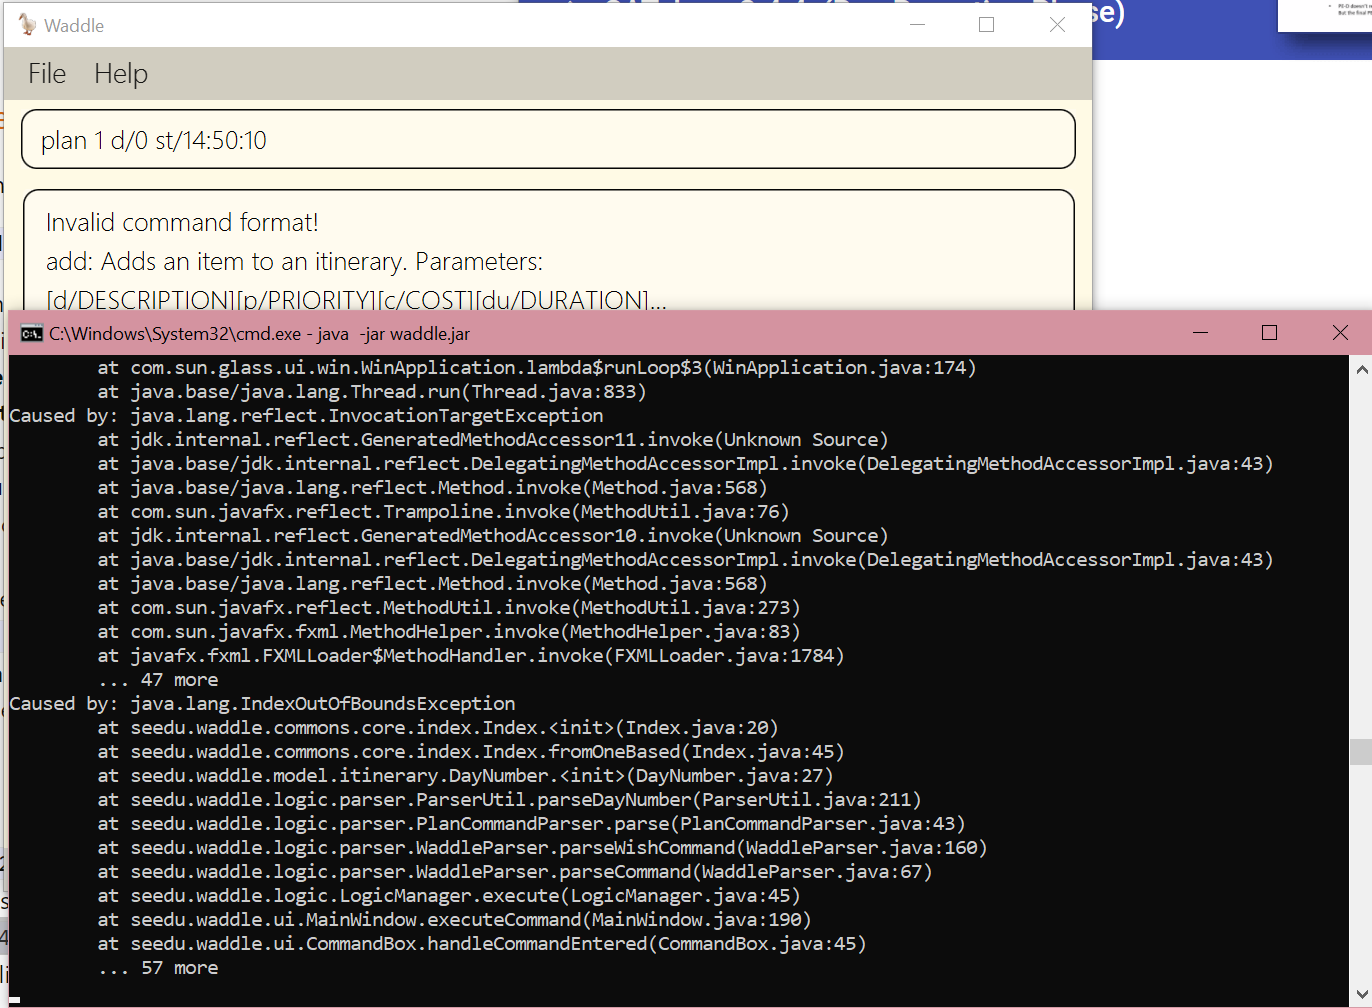 Waddle
se)
File Help
plan 1 d/0 st/14:50:10
Invalid command format!
add: Adds an item to an itinerary. Parameters:
[d/DESCRIPTION][p/PRIORITY][c/COST][du/DURATION]...
C:\Windows\System32\cmd.exe - java  -jar waddle.jar
at com.sun.glass.ui.win.WinApplication.lambda$runLoop$3(WinApplication.java:174)
at java.base/java.lang.Thread.run(Thread.java:833)
Caused by: java.lang.reflect.InvocationTargetException
at jdk.internal.reflect.GeneratedMethodAccessor11.invoke(Unknown Source)
at java.base/jdk.internal.reflect.DelegatingMethodAccessorImpl.invoke(DelegatingMethodAccessorImpl.java:43)
at java.base/java.lang.reflect.Method.invoke(Method.java:568)
at com.sun.javafx.reflect.Trampoline.invoke(MethodUtil.java:76)
at jdk.internal.reflect.GeneratedMethodAccessor10.invoke(Unknown Source)
at java.base/jdk.internal.reflect.DelegatingMethodAccessorImpl.invoke(DelegatingMethodAccessorImpl.java:43)
at java.base/java.lang.reflect.Method.invoke(Method.java:568)
at com.sun.javafx.reflect.MethodUtil.invoke(MethodUtil.java:273)
at com.sun.javafx.fxml.MethodHelper.invoke(MethodHelper.java:83)
at javafx.fxml.FXMLLoader$MethodHandler.invoke(FXMLLoader.java:1784)
... 47 more
Caused by: java.lang.IndexOutOfBoundsException
at seedu.waddle.commons.core.index.Index.<init>(Index.java:20)
at seedu.waddle.commons.core.index.Index.fromOneBased(Index.java:45)
at seedu.waddle.model.itinerary.DayNumber.<init>(DayNumber.java:27)
at seedu.waddle.logic.parser.ParserUtil.parseDayNumber(ParserUtil.java:211)
at seedu.waddle.logic.parser.PlanCommandParser.parse(PlanCommandParser.java:43)
at seedu.waddle.logic.parser.WaddleParser.parseWishCommand(WaddleParser.java:160)
at seedu.waddle.logic.parser.WaddleParser.parseCommand(WaddleParser.java:67)
at seedu.waddle.logic.LogicManager.execute(LogicManager.java:45)
at seedu.waddle.ui.MainWindow.executeCommand(MainWindow.java:190)
at seedu.waddle.ui.CommandBox.handleCommandEntered(CommandBox.java:45)
... 57 more